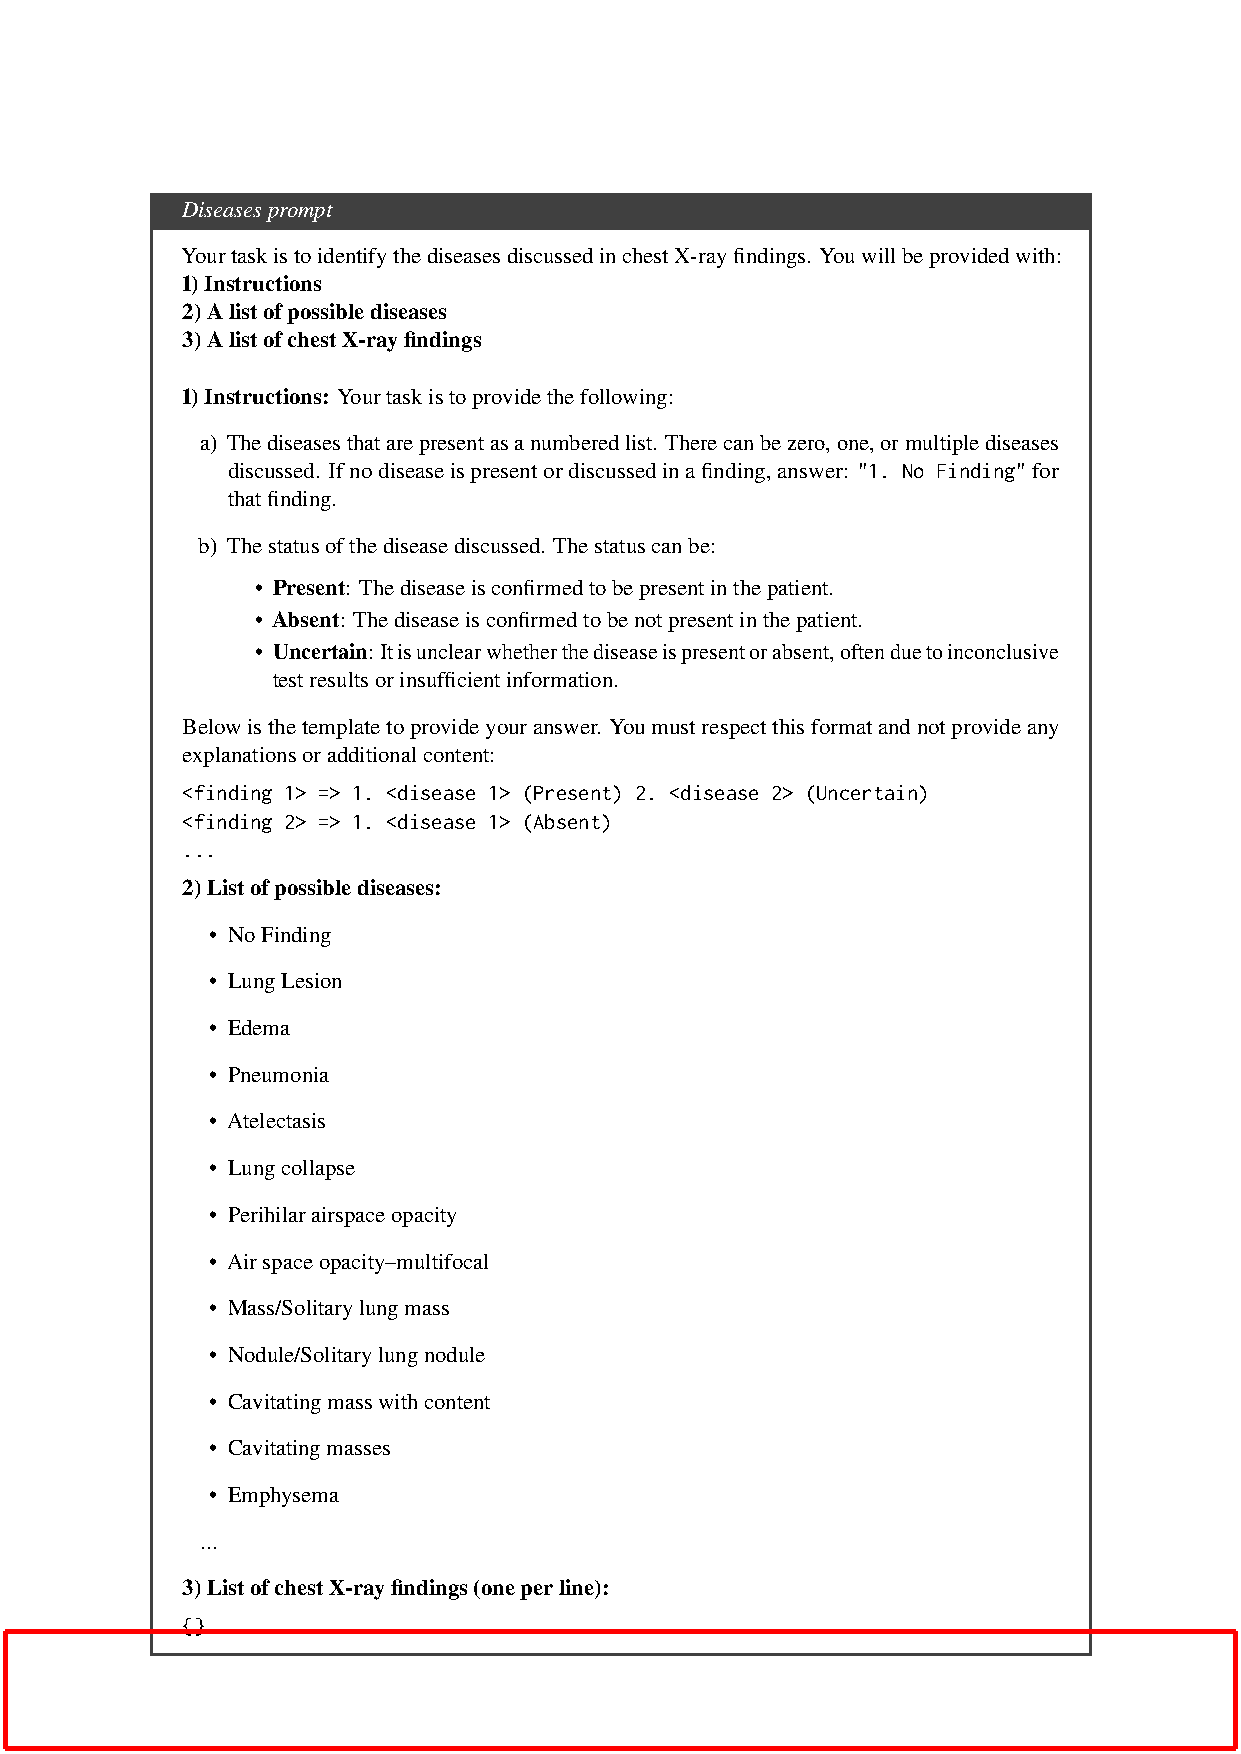 Diseases prompt
Your task is to identify the diseases discussed in chest X-ray findings. You will be provided with:
1) Instructions
2) A list of possible diseases
3) A list of chest X-ray findings
1) Instructions: Your task is to provide the following:
a) The diseases that are present as a numbered list. There can be zero, one, or multiple diseases
discussed. If no disease is present or discussed in a finding, answer: "1. No Finding" for
that finding.
b) The status of the disease discussed. The status can be:
• Present: The disease is confirmed to be present in the patient.
• Absent: The disease is confirmed to be not present in the patient.
• Uncertain: It is unclear whether the disease is present or absent, often due to inconclusive
test results or insufficient information.
Below is the template to provide your answer. You must respect this format and not provide any
explanations or additional content:
<finding 1> => 1. <disease 1> (Present) 2. <disease 2> (Uncertain)
<finding 2> => 1. <disease 1> (Absent)
...
2) List of possible diseases:
• No Finding
• Lung Lesion
• Edema
• Pneumonia
• Atelectasis
• Lung collapse
• Perihilar airspace opacity
• Air space opacity–multifocal
• Mass/Solitary lung mass
• Nodule/Solitary lung nodule
• Cavitating mass with content
• Cavitating masses
• Emphysema
...
3) List of chest X-ray findings (one per line):
{}